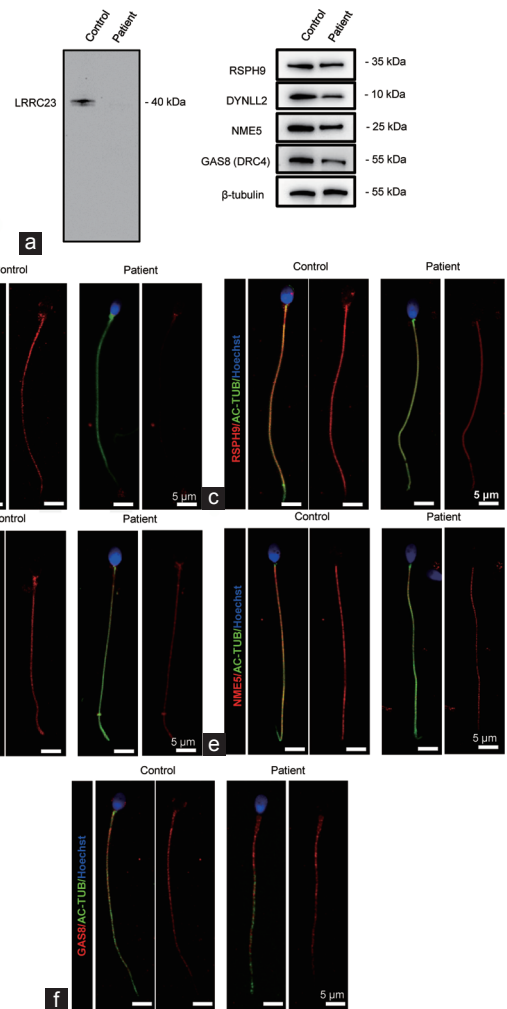 Control Patient
LRRC23
- 40 kDa
a
Control Patient
RSPH9
- 35 kDa
DYNLL2
- 10 kDa
NME5
- 25 kDa
GAS8 (DRC4)
- 55 kDa
β-tubulin
- 55 kDa
ontrol
Patient
5 μm
c
RSPH9/AC-TUB/Hoechst
Control
Patient
5 μm
ontrol
Patient
5 μm
e
NME5/AC-TUB/Hoechst
Control
Patient
5 μm
f
GAS8/AC-TUB/Hoechst
Control
Patient
5 μm